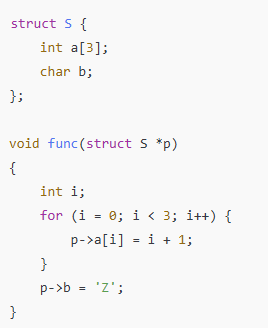 struct S {
    int a[3];
    char b;
};

void func(struct S *p)
{
    int i;
    for (i = 0; i < 3; i++) {
        p->a[i] = i + 1;
    }
    p->b = 'Z';
}